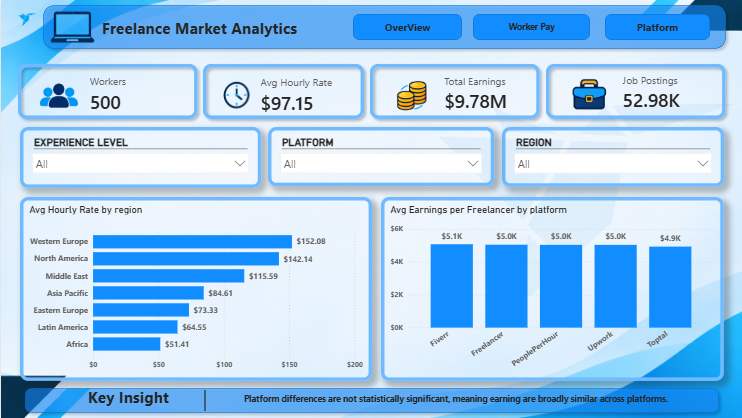 Freelance Market Analytics
OverView
Worker Pay
Platform
Workers
500
Avg Hourly Rate
$97.15
Total Earnings
$9.78M
Job Postings
52.98K
EXPERIENCE LEVEL
All
PLATFORM
All
REGION
All
Avg Hourly Rate by region
Western Europe
$152.08
North America
$142.14
Middle East
$115.59
Asia Pacific
$84.61
Eastern Europe
$73.33
Latin America
$64.55
Africa
$51.41
$0
$50
$100
$150
$200
Avg Earnings per Freelancer by platform
$6K
$4K
$2K
$0K
$5.1K
$5.0K
$5.0K
$5.0K
$4.9K
Fiverr
Freelancer
PeoplePerHour
Upwork
Toptal
Key Insight
Platform differences are not statistically significant, meaning earning are broadly similar across platforms.